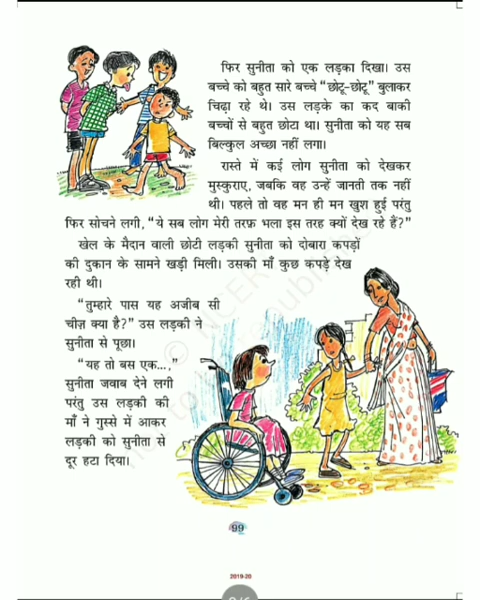 फिर सुनीता को एक लड़का दिखा। उस
बच्चे को बहुत सारे बच्चे “छोटू-छोटू” बुलाकर
चिढ़ा रहे थे। उस लड़के का कद बाकी
बच्चों से बहुत छोटा था। सुनीता को यह सब
बिल्कुल अच्छा नहीं लगा।
रास्ते में कई लोग सुनीता को देखकर
मुस्कुराए, जबकि वह उन्हें जानती तक नहीं
थी। पहले तो वह मन ही मन खुश हुई परंतु
फिर सोचने लगी, “ये सब लोग मेरी तरफ़ भला इस तरह क्यों देख रहे हैं?”
खेल के मैदान वाली छोटी लड़की सुनीता को दोबारा कपड़ों
की दुकान के सामने खड़ी मिली। उसकी माँ कुछ कपड़े देख
रही थी।
“तुम्हारे पास यह अजीब सी
चीज़ क्या है?” उस लड़की ने
सुनीता से पूछा।
“यह तो बस एक...,”
सुनीता जवाब देने लगी
परंतु उस लड़की की
माँ ने गुस्से में आकर
लड़की को सुनीता से
दूर हटा दिया।
99
2019-20